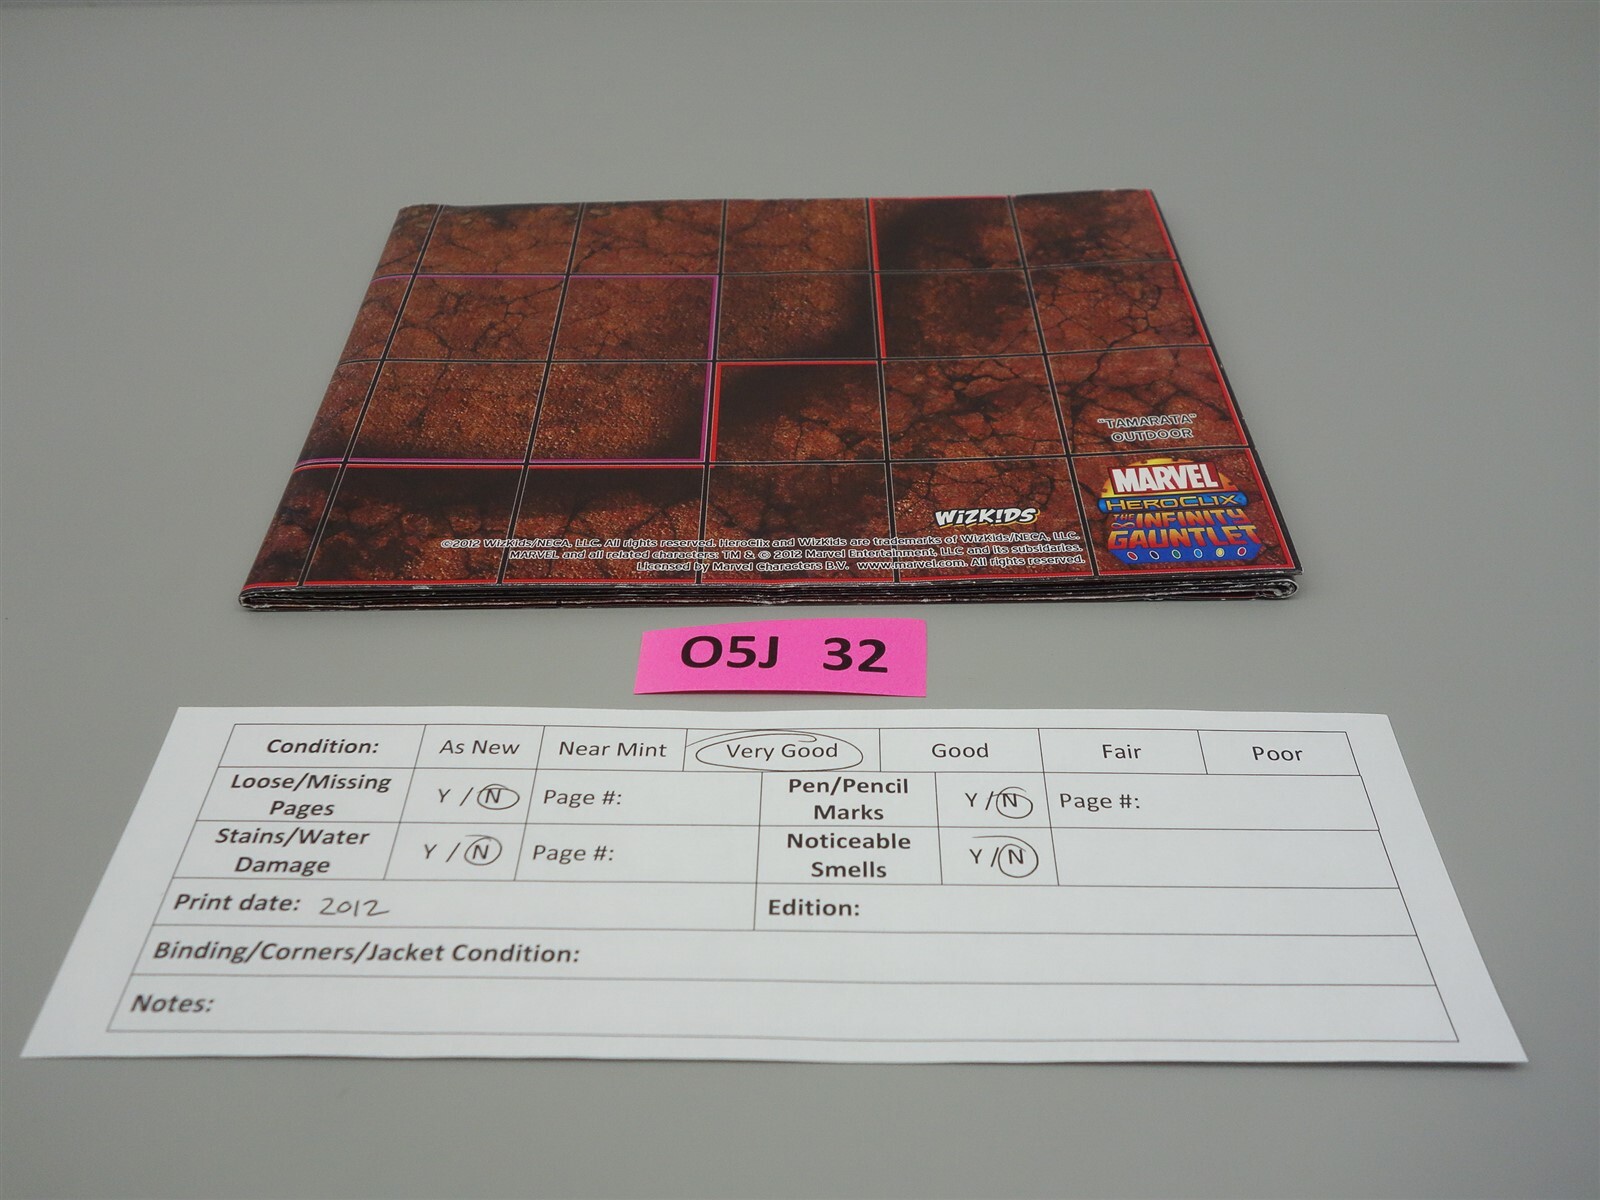 "TAMARATA"
OUTDOOR
MARVEL
HEROCLIX
THE INFINITY
GAUNTLET
WIZKIDS
©2012 WizKids/NECA, LLC. All rights reserved. HeroClix and WizKids are trademarks of WizKids/NECA, LLC.
MARVEL and all related characters: TM & © 2012 Marvel Entertainment, LLC and its subsidaries.
Licensed by Marvel Characters B.V. www.marvel.com. All rights reserved.
O5J 32
Condition: As New Near Mint Very Good Good Fair Poor
Loose/Missing Pages Y / N Page #: Pen/Pencil Marks Y / N Page #:
Stains/Water Damage Y / N Page #: Noticeable Smells Y / N
Print date: 2012 Edition:
Binding/Corners/Jacket Condition:
Notes: